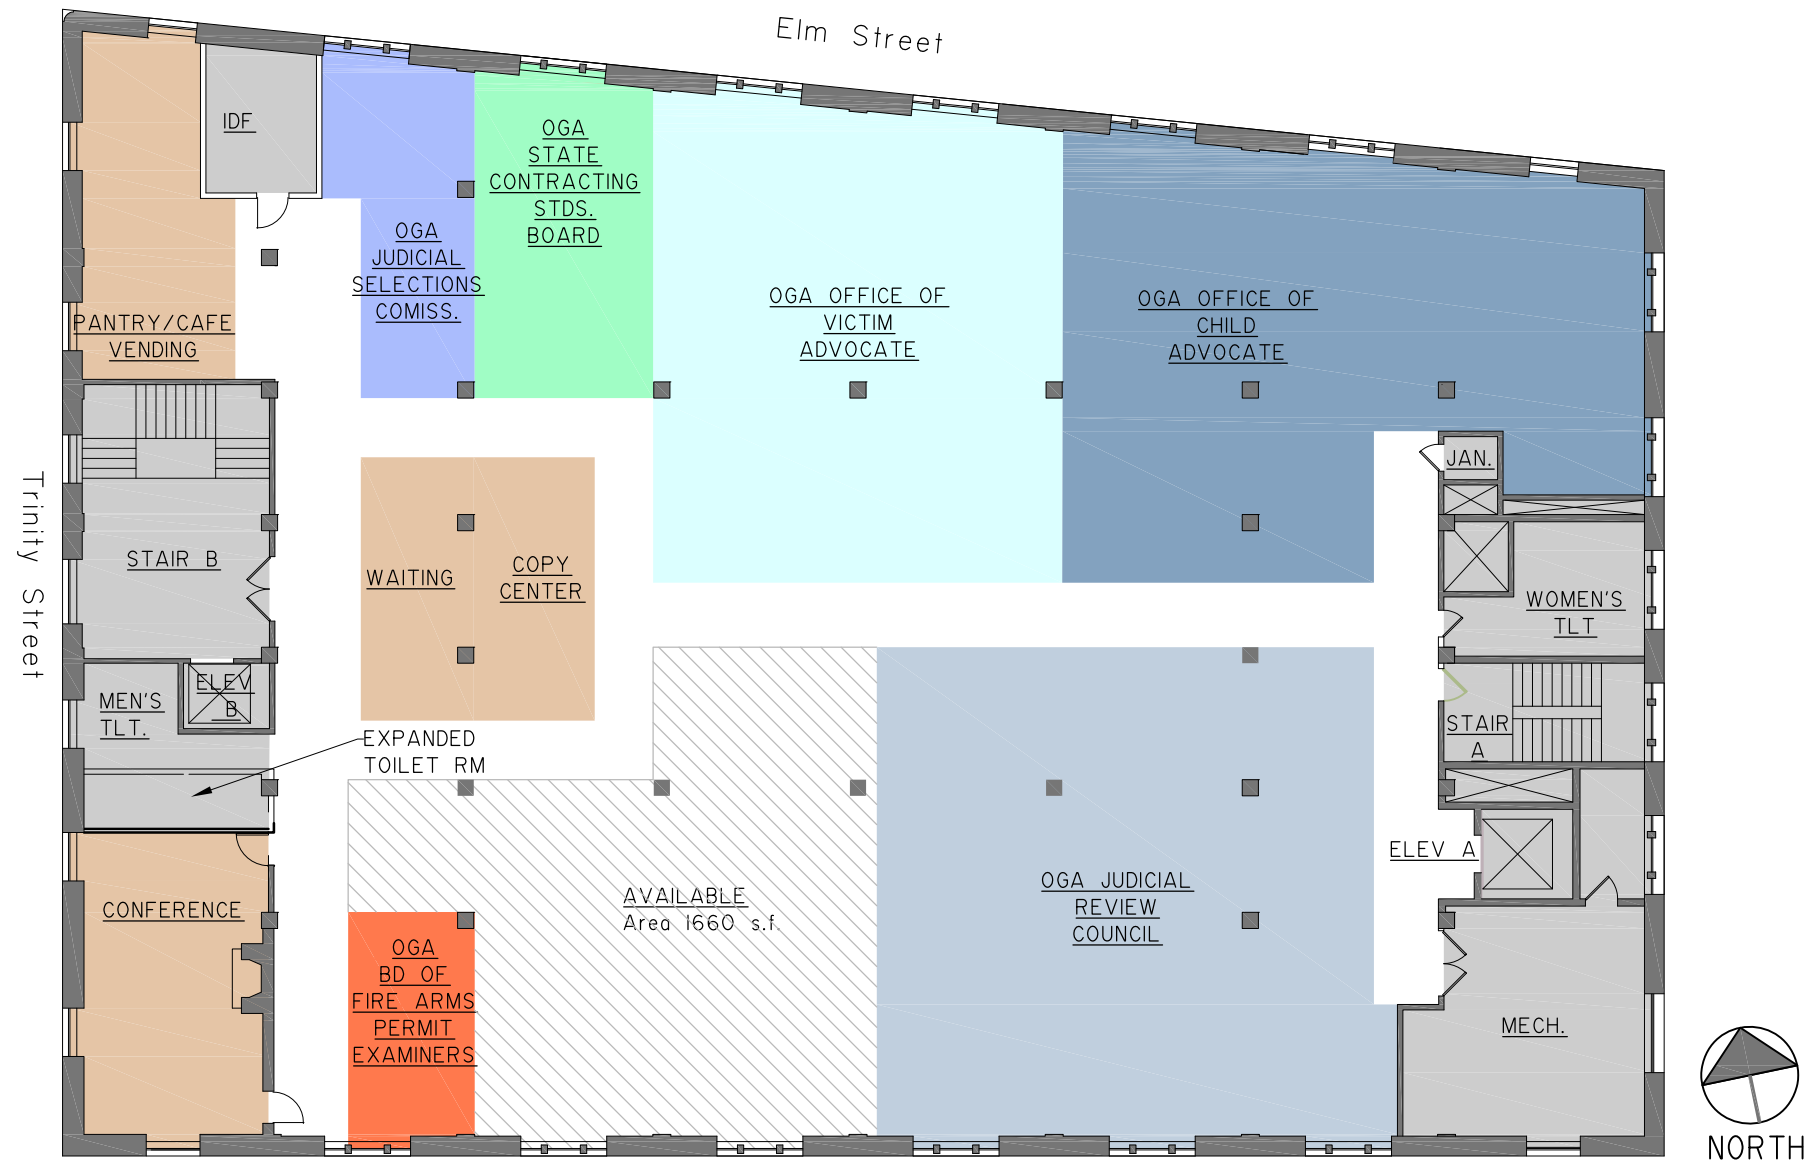 Elm Street
IDF
OGA
STATE
CONTRACTING
STDS.
BOARD
OGA
JUDICIAL
SELECTIONS
COMISS.
OGA OFFICE OF
VICTIM
ADVOCATE
OGA OFFICE OF
CHILD
ADVOCATE
PANTRY/CAFE
VENDING
JAN.
Trinity Street
STAIR B
WAITING
COPY
CENTER
WOMEN'S
TLT
ELEV
B
MEN'S
TLT.
STAIR
A
EXPANDED
TOILET RM
ELEV A
CONFERENCE
AVAILABLE
Area 1660 s.f.
OGA JUDICIAL
REVIEW
COUNCIL
OGA
BD OF
FIRE ARMS
PERMIT
EXAMINERS
MECH.
NORTH